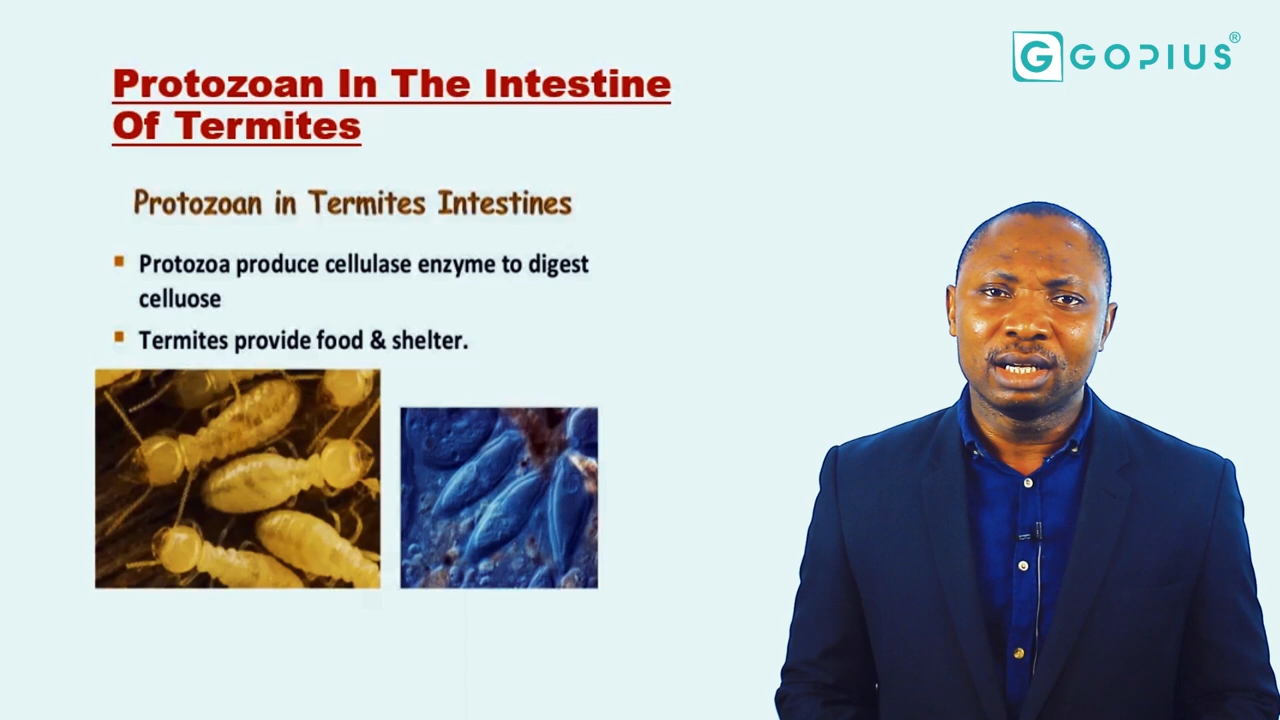 Protozoan In The Intestine
Of Termites
Protozoan in Termites Intestines
Protozoa produce cellulase enzyme to digest
celluose
Termites provide food & shelter.
G GOPIUS®